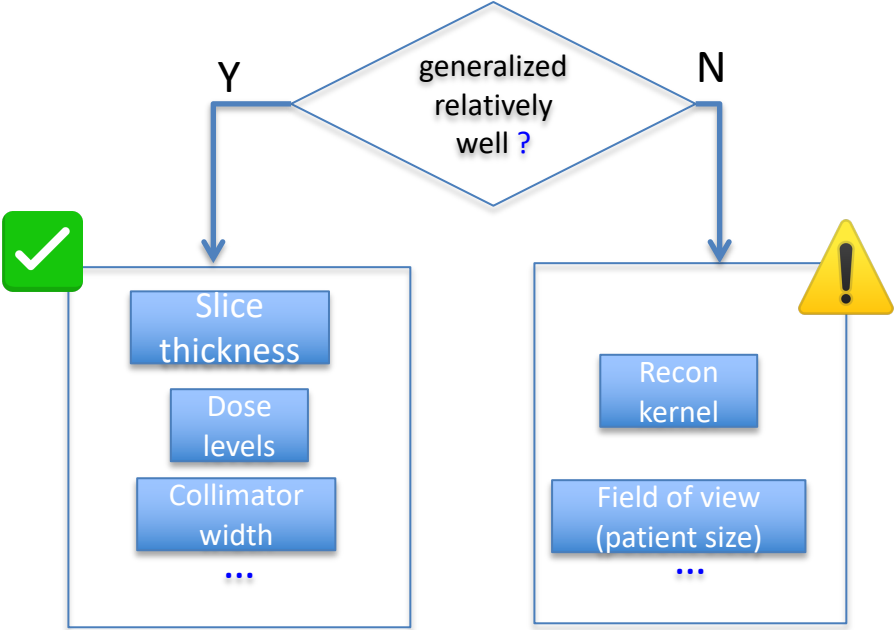 Y
N
generalized
relatively
well ?
Slice
thickness
Dose
levels
Collimator
width
...
Recon
kernel
Field of view
(patient size)
...